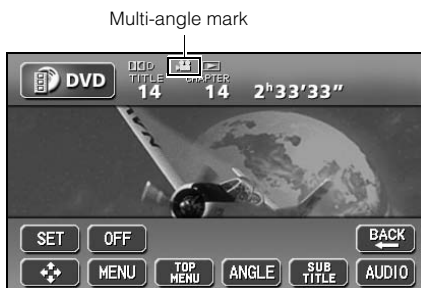 Multi-angle mark
DVD
TITLE
14
CHAPTER
14
2h33'33"
NAVI
SET
OFF
BACK
MENU
TOP MENU
ANGLE
SUB TITLE
AUDIO